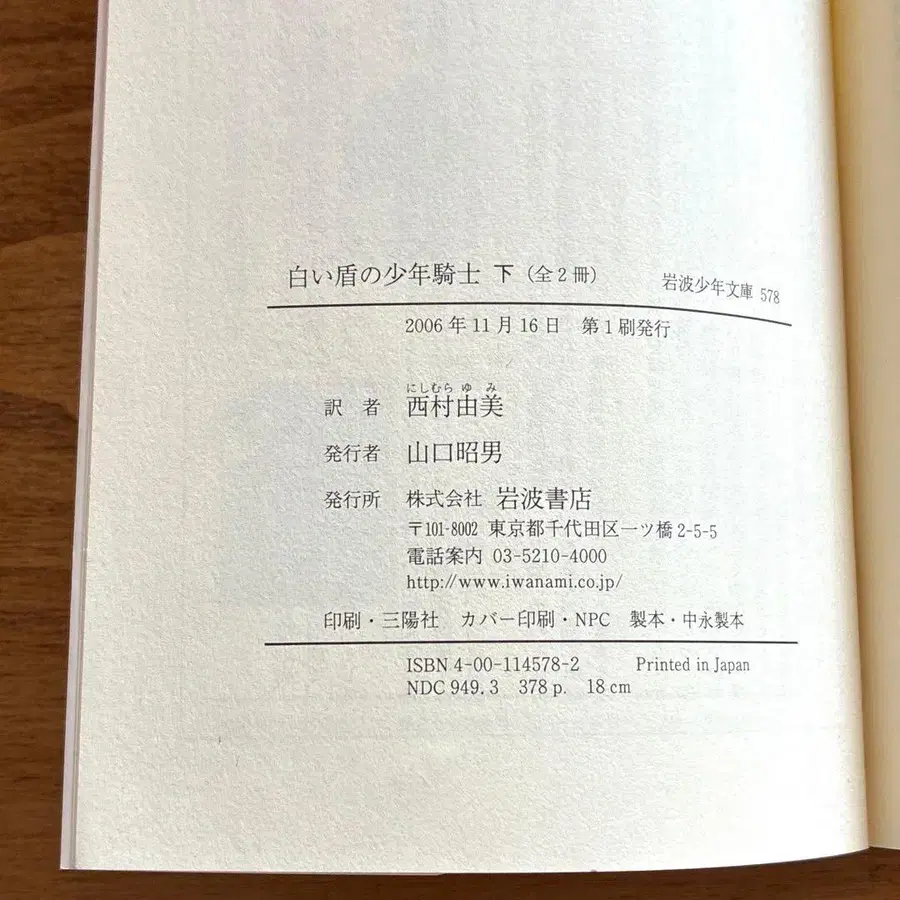 白い盾の少年騎士 下（全2冊） 岩波少年文庫 578
2006年11月16日 第1刷発行
にしむら ゆ み
訳 者 西村由美
発行者 山口昭男
発行所 株式会社 岩波書店
〒101-8002 東京都千代田区一ツ橋 2-5-5
電話案内 03-5210-4000
http://www.iwanami.co.jp/
印刷・三陽社 カバー印刷・NPC 製本・中永製本
ISBN 4-00-114578-2 Printed in Japan
NDC 949.3 378 p. 18 cm